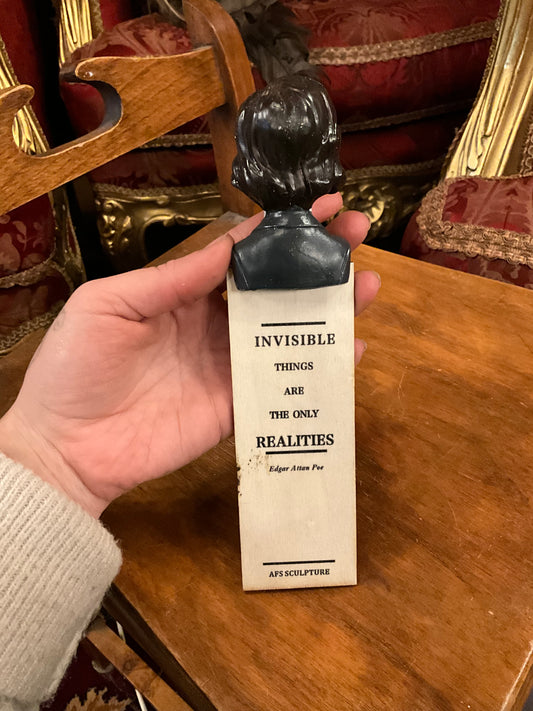 INVISIBLE
THINGS
ARE
THE ONLY
REALITIES
Edgar Attan Poe
AFS SCULPTURE